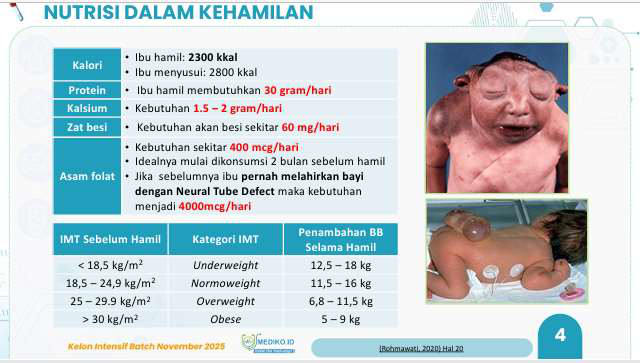 NUTRISI DALAM KEHAMILAN
Kalori
• Ibu hamil: 2300 kkal
• Ibu menyusui: 2800 kkal
Protein
• Ibu hamil membutuhkan 30 gram/hari
Kalsium
• Kebutuhan 1.5 – 2 gram/hari
Zat besi
• Kebutuhan akan besi sekitar 60 mg/hari
Asam folat
• Kebutuhan sekitar 400 mcg/hari
• Idealnya mulai dikonsumsi 2 bulan sebelum hamil
• Jika sebelumnya ibu pernah melahirkan bayi
dengan Neural Tube Defect maka kebutuhan
menjadi 4000mcg/hari
IMT Sebelum Hamil Kategori IMT Penambahan BB
Selama Hamil
< 18,5 kg/m² Underweight 12,5 – 18 kg
18,5 – 24,9 kg/m² Normoweight 11,5 – 16 kg
25 – 29.9 kg/m² Overweight 6,8 – 11,5 kg
> 30 kg/m² Obese 5 – 9 kg
Kelon Intensif Batch November 2025
MEDIKO.ID
(Rohmawati, 2020) Hal 20
4